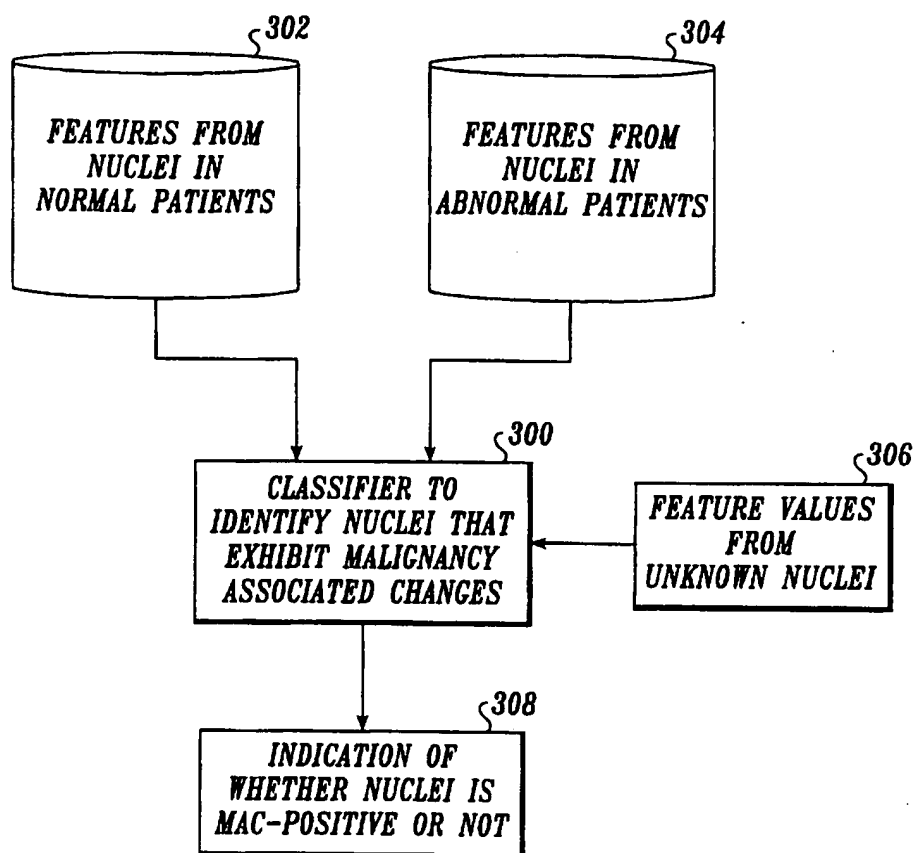 302
FEATURES FROM
NUCLEI IN
NORMAL PATIENTS
304
FEATURES FROM
NUCLEI IN
ABNORMAL PATIENTS
300
CLASSIFIER TO
IDENTIFY NUCLEI THAT
EXHIBIT MALIGNANCY
ASSOCIATED CHANGES
306
FEATURE VALUES
FROM
UNKNOWN NUCLEI
308
INDICATION OF
WHETHER NUCLEI IS
MAC-POSITIVE OR NOT